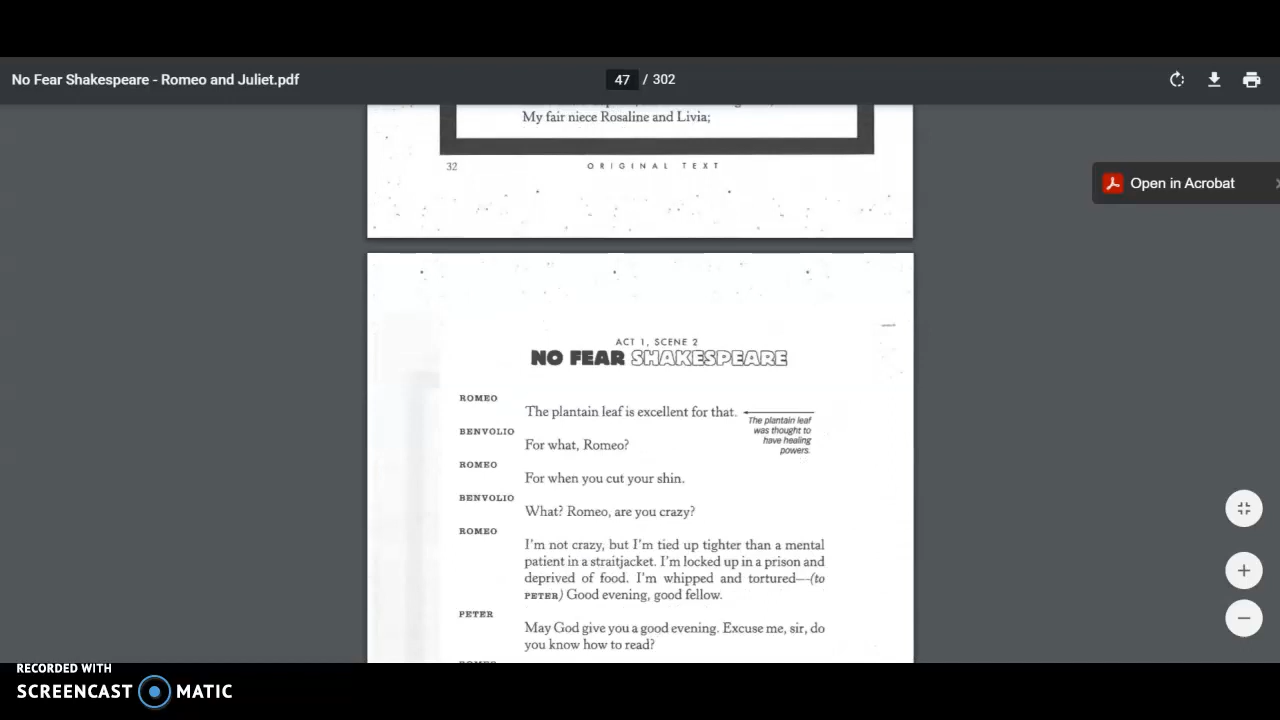 No Fear Shakespeare - Romeo and Juliet.pdf
47 / 302
Open in Acrobat
My fair niece Rosaline and Livia;
32
ORIGINAL TEXT
ACT 1, SCENE 2
NO FEAR SHAKESPEARE
ROMEO
The plantain leaf is excellent for that.
The plantain leaf
was thought to
have healing
powers.
BENVOLIO
For what, Romeo?
ROMEO
For when you cut your shin.
BENVOLIO
What? Romeo, are you crazy?
ROMEO
I'm not crazy, but I'm tied up tighter than a mental
patient in a straitjacket. I'm locked up in a prison and
deprived of food. I'm whipped and tortured—(to
PETER) Good evening, good fellow.
PETER
May God give you a good evening. Excuse me, sir, do
you know how to read?
RECORDED WITH
SCREENCAST MATIC